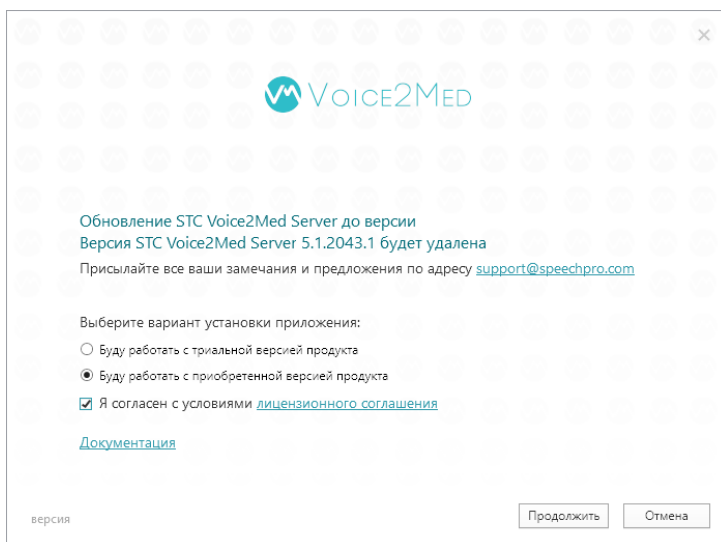 VOICE2MED
Обновление STC Voice2Med Server до версии
Версия STC Voice2Med Server 5.1.2043.1 будет удалена
Присылайте все ваши замечания и предложения по адресу support@speechpro.com
Выберите вариант установки приложения:
Буду работать с триальной версией продукта
Буду работать с приобретенной версией продукта
Я согласен с условиями лицензионного соглашения
Документация
версия
Продолжить Отмена